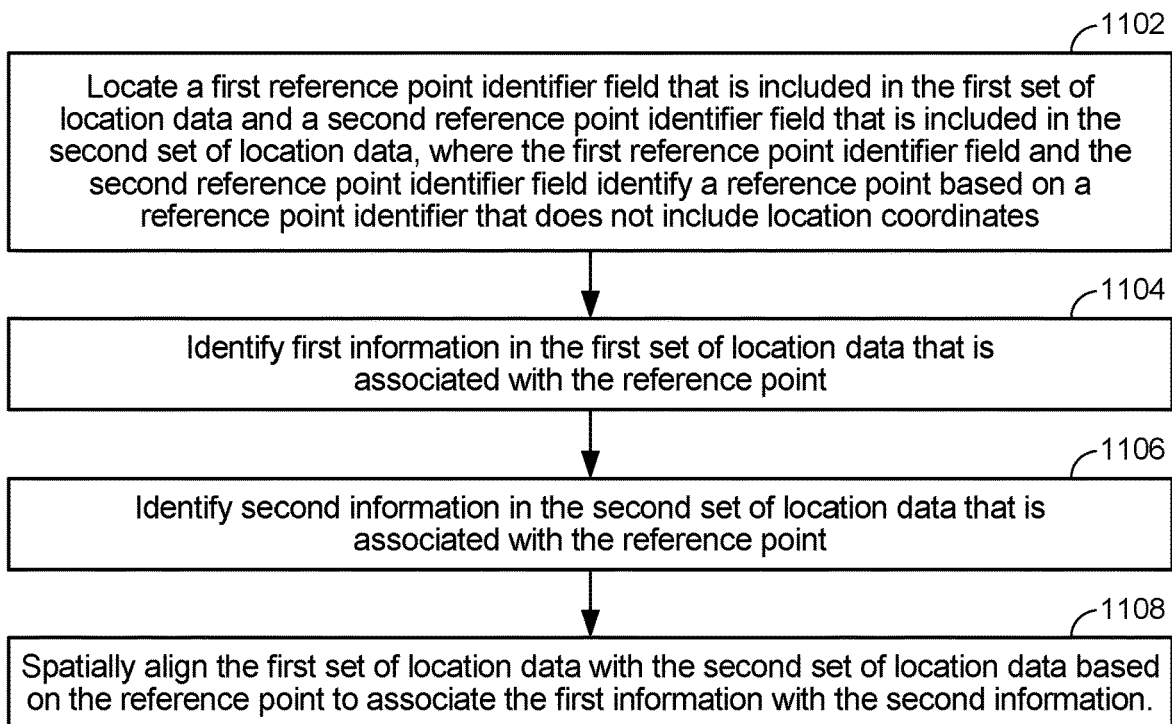 1102
Locate a first reference point identifier field that is included in the first set of
location data and a second reference point identifier field that is included in the
second set of location data, where the first reference point identifier field and the
second reference point identifier field identify a reference point based on a
reference point identifier that does not include location coordinates
1104
Identify first information in the first set of location data that is
associated with the reference point
1106
Identify second information in the second set of location data that is
associated with the reference point
1108
Spatially align the first set of location data with the second set of location data based
on the reference point to associate the first information with the second information.